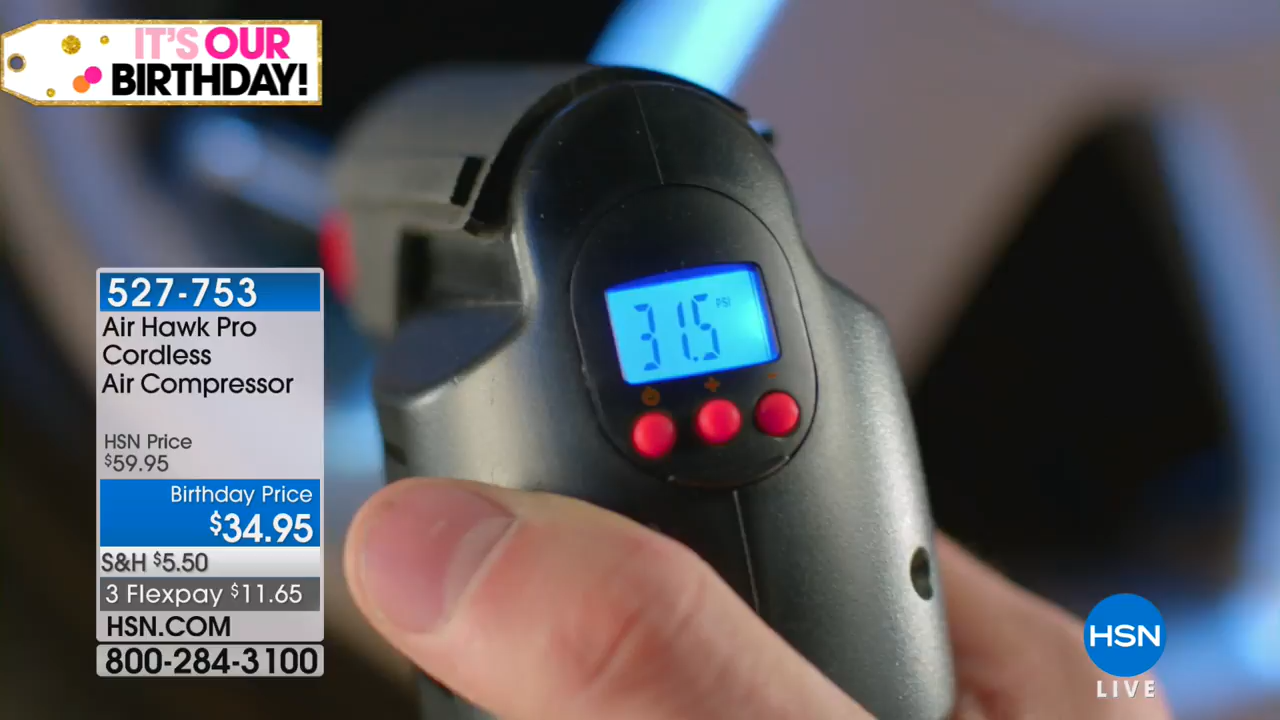 IT'S OUR
BIRTHDAY!
527-753
Air Hawk Pro
Cordless
Air Compressor
HSN Price
$59.95
Birthday Price
$34.95
S&H $5.50
3 Flexpay $11.65
HSN.COM
800-284-3100
31.5 PSI
+
-
HSN
LIVE